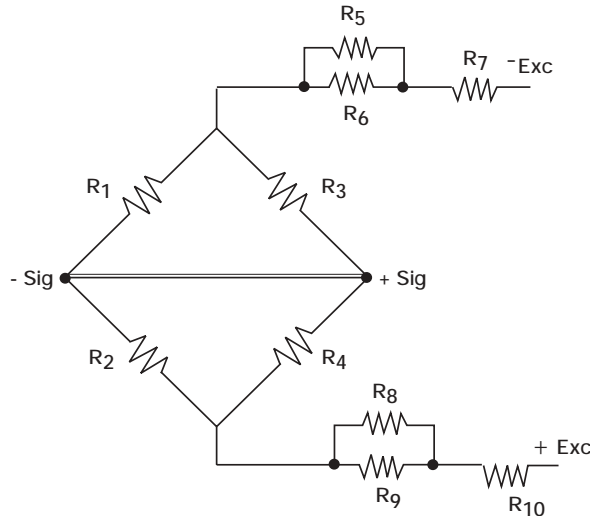 R5
R7
-Exc
R6
R1
R3
- Sig
+ Sig
R2
R4
R8
+ Exc
R9
R10